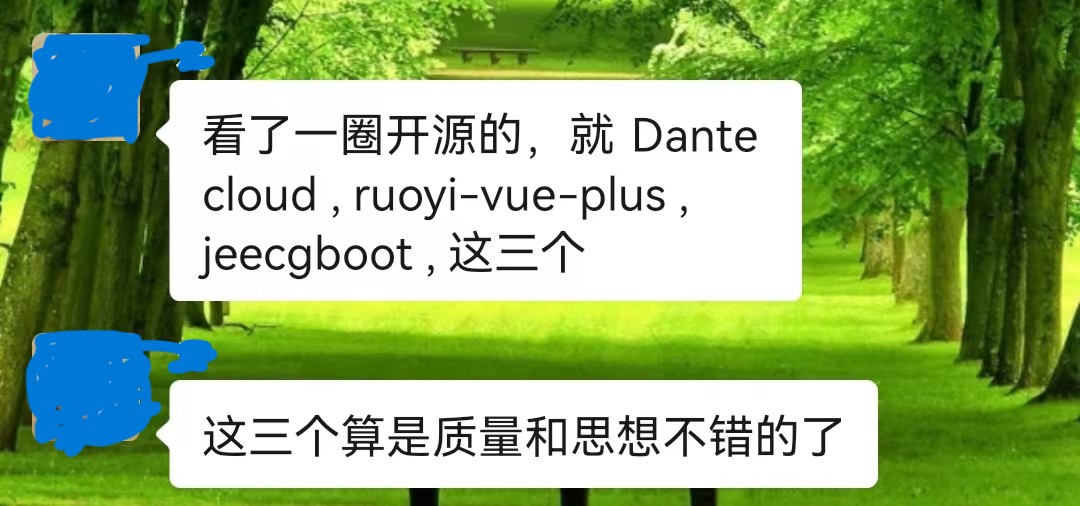 看了一圈开源的，就 Dante
cloud , ruoyi-vue-plus ,
jeecgboot , 这三个
这三个算是质量和思想不错的了